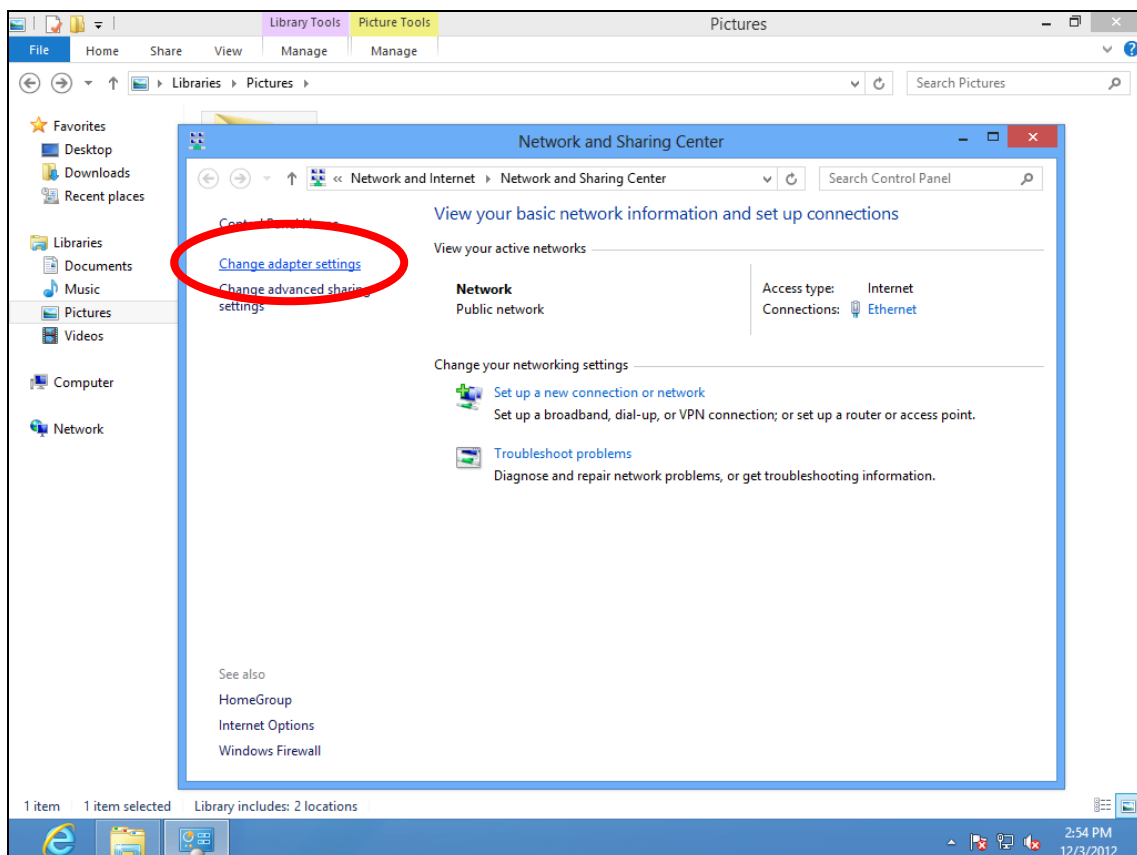 Library Tools
Picture Tools
Pictures
File
Home
Share
View
Manage
Manage
Libraries
Pictures
Search Pictures
Favorites
Desktop
Downloads
Recent places
Libraries
Documents
Music
Pictures
Videos
Computer
Network
Network and Sharing Center
« Network and Internet
Network and Sharing Center
Search Control Panel
Control Panel Home
Change adapter settings
Change advanced sharing
settings
View your basic network information and set up connections
View your active networks
Network
Public network
Access type: Internet
Connections: Ethernet
Change your networking settings
Set up a new connection or network
Set up a broadband, dial-up, or VPN connection; or set up a router or access point.
Troubleshoot problems
Diagnose and repair network problems, or get troubleshooting information.
See also
HomeGroup
Internet Options
Windows Firewall
1 item
1 item selected
Library includes: 2 locations
2:54 PM
12/3/2012